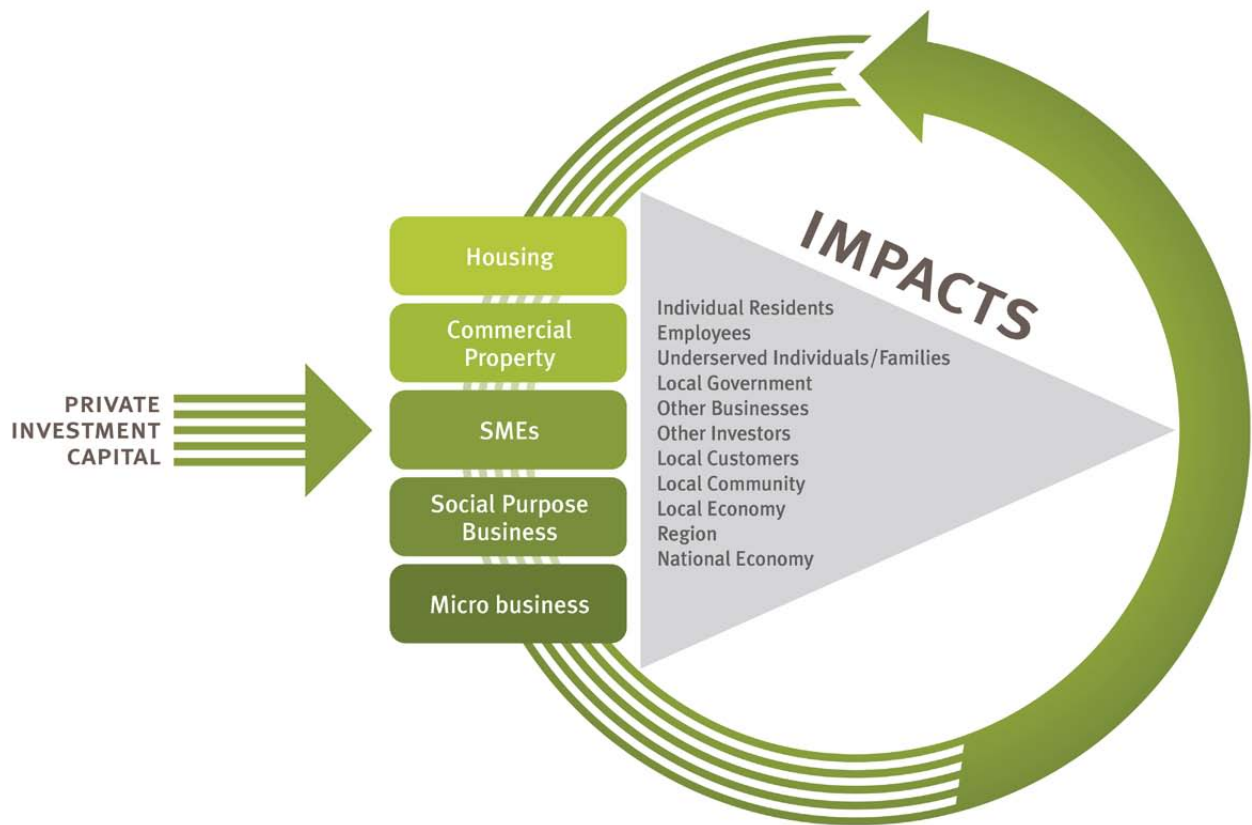 PRIVATE
INVESTMENT
CAPITAL
Housing
Commercial
Property
SMEs
Social Purpose
Business
Micro business
IMPACTS
Individual Residents
Employees
Underserved Individuals/Families
Local Government
Other Businesses
Other Investors
Local Customers
Local Community
Local Economy
Region
National Economy